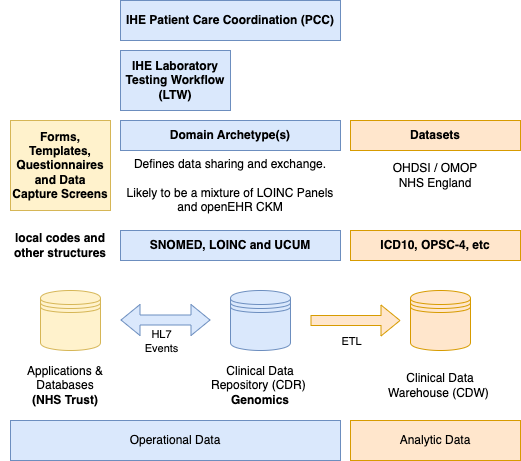 IHE Patient Care Coordination (PCC)
IHE Laboratory
Testing Workflow
(LTW)
Forms,
Templates,
Questionnaires
and Data
Capture Screens
Domain Archetype(s)
Datasets
Defines data sharing and exchange.
Likely to be a mixture of LOINC Panels
and openEHR CKM
OHDSI / OMOP
NHS England
local codes and
other structures
SNOMED, LOINC and UCUM
ICD10, OPSC-4, etc
HL7
Events
ETL
Applications &
Databases
(NHS Trust)
Clinical Data
Repository (CDR)
Genomics
Clinical Data
Warehouse (CDW)
Operational Data
Analytic Data